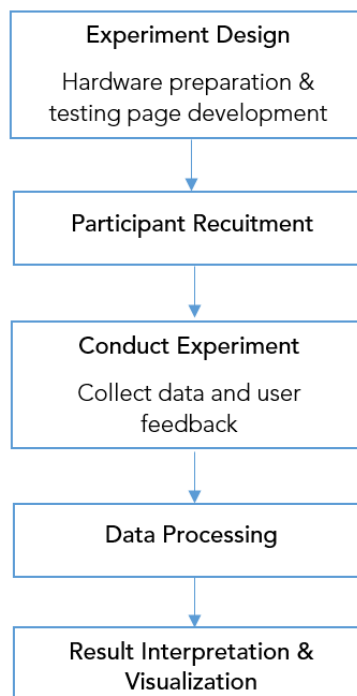 Experiment Design
Hardware preparation &
testing page development
Participant Recuitment
Conduct Experiment
Collect data and user
feedback
Data Processing
Result Interpretation &
Visualization